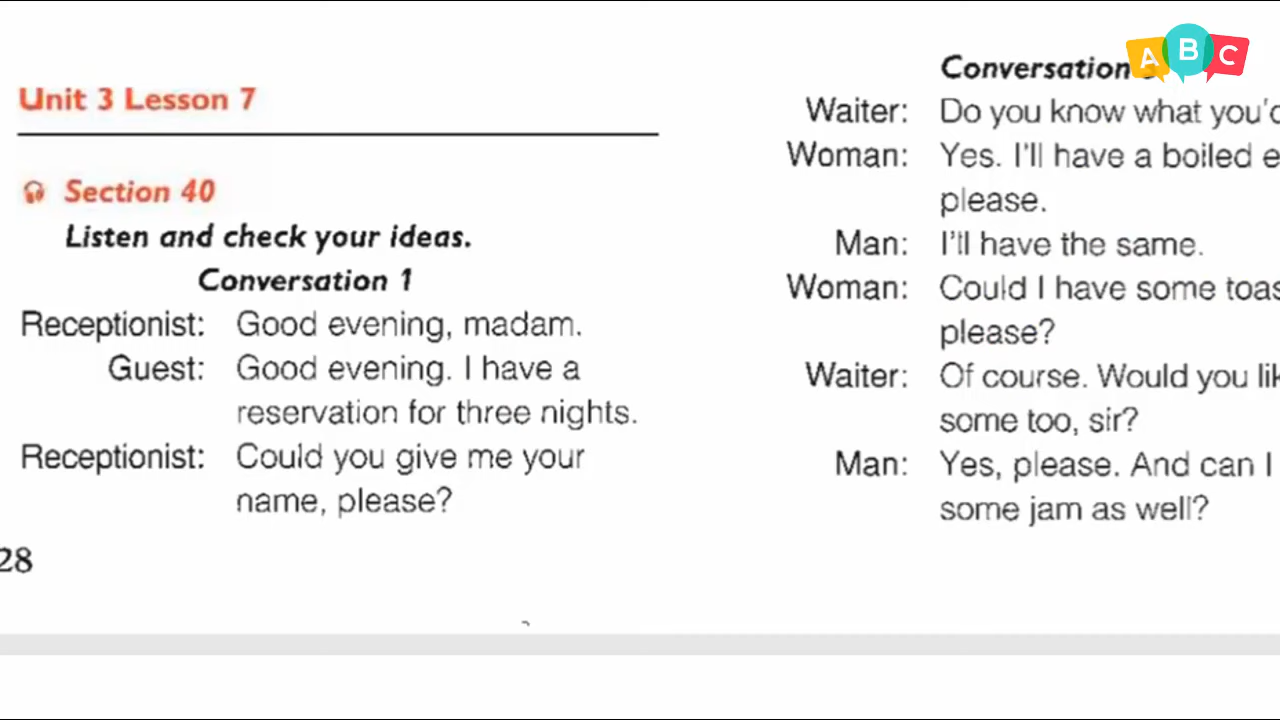 Unit 3 Lesson 7
Section 40
Listen and check your ideas.
Conversation 1
Receptionist: Good evening, madam.
Guest: Good evening. I have a
reservation for three nights.
Receptionist: Could you give me your
name, please?
28
Conversation
Waiter: Do you know what
Woman: Yes. I'll have a boiled
please.
Man: I'll have the same.
Woman: Could I have some
please?
Waiter: Of course. Would you
some too, sir?
Man: Yes, please. And can I
some jam as well?
A B C